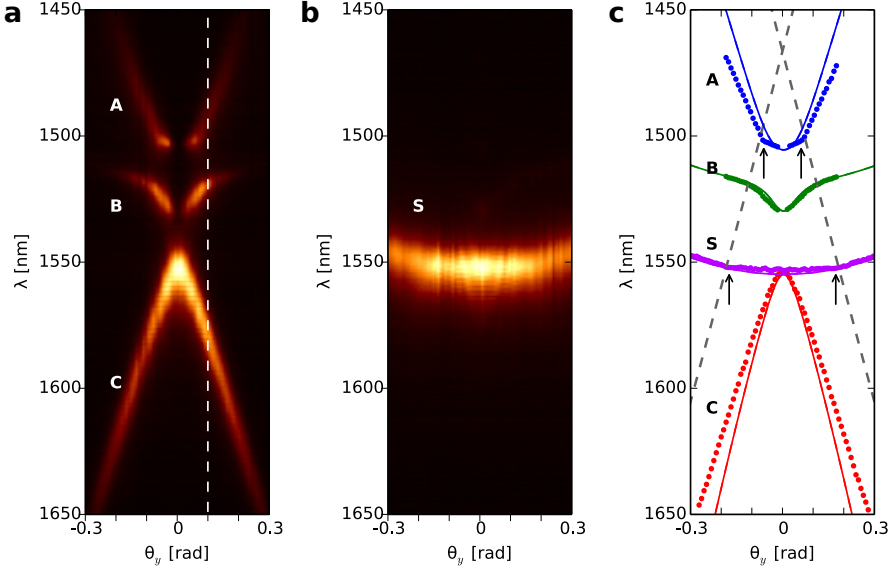 a
1450
1500
1550
1600
1650
λ [nm]
A
B
C
-0.3
0
0.3
θy [rad]
b
1450
1500
1550
1600
1650
λ [nm]
S
-0.3
0
0.3
θy [rad]
c
1450
1500
1550
1600
1650
λ [nm]
A
B
S
C
-0.3
0
0.3
θy [rad]